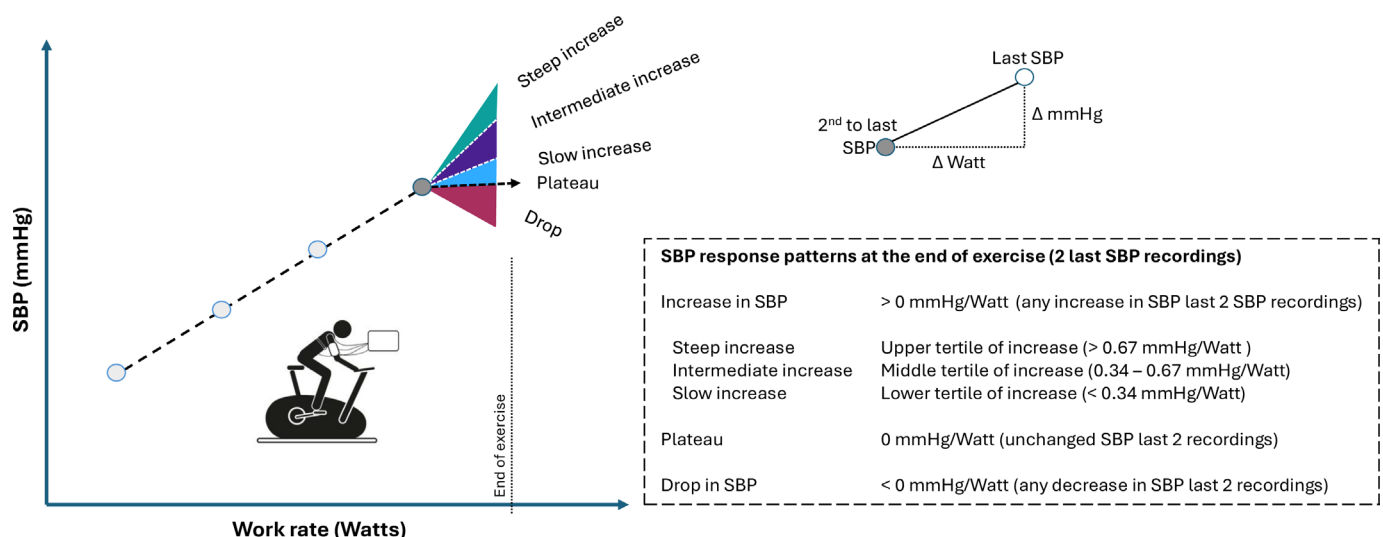 SBP (mmHg)
Work rate (Watts)
Steep increase
Intermediate increase
Slow increase
Plateau
Drop
End of exercise
Last SBP
2nd to last
SBP
Δ mmHg
Δ Watt
SBP response patterns at the end of exercise (2 last SBP recordings)
Increase in SBP > 0 mmHg/Watt (any increase in SBP last 2 SBP recordings)
Steep increase Upper tertile of increase (> 0.67 mmHg/Watt )
Intermediate increase Middle tertile of increase (0.34 – 0.67 mmHg/Watt)
Slow increase Lower tertile of increase (< 0.34 mmHg/Watt)
Plateau 0 mmHg/Watt (unchanged SBP last 2 recordings)
Drop in SBP < 0 mmHg/Watt (any decrease in SBP last 2 recordings)